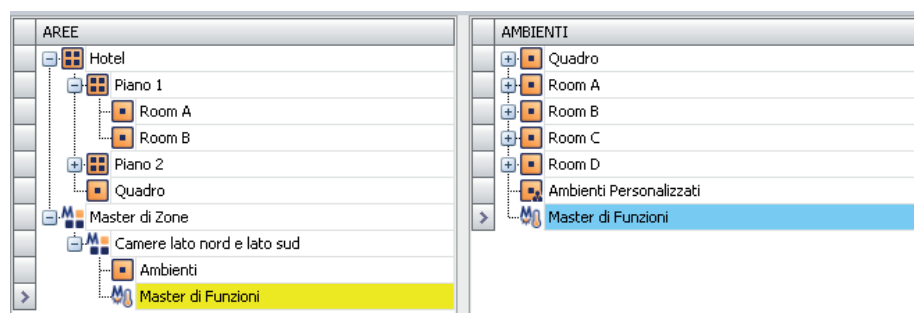 AREE
Hotel
Piano 1
Room A
Room B
Piano 2
Quadro
Master di Zone
Camere lato nord e lato sud
Ambienti
Master di Funzioni
AMBIENTI
Quadro
Room A
Room B
Room C
Room D
Ambienti Personalizzati
Master di Funzioni